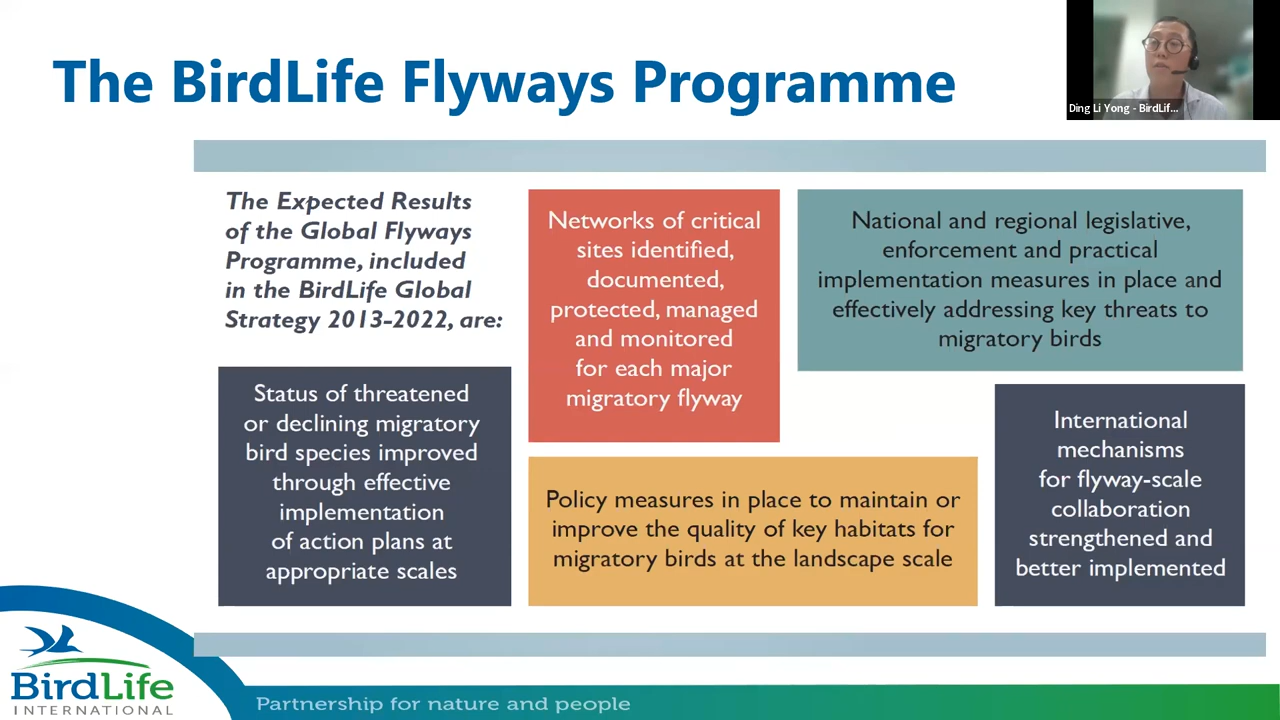 The BirdLife Flyways Programme
Ding Li Yong - BirdLif...
The Expected Results
of the Global Flyways
Programme, included
in the BirdLife Global
Strategy 2013-2022, are:
Networks of critical
sites identified,
documented,
protected, managed
and monitored
for each major
migratory flyway
National and regional legislative,
enforcement and practical
implementation measures in place and
effectively addressing key threats to
migratory birds
Status of threatened
or declining migratory
bird species improved
through effective
implementation
of action plans at
appropriate scales
Policy measures in place to maintain or
improve the quality of key habitats for
migratory birds at the landscape scale
International
mechanisms
for flyway-scale
collaboration
strengthened and
better implemented
BirdLife
INTERNATIONAL
Partnership for nature and people